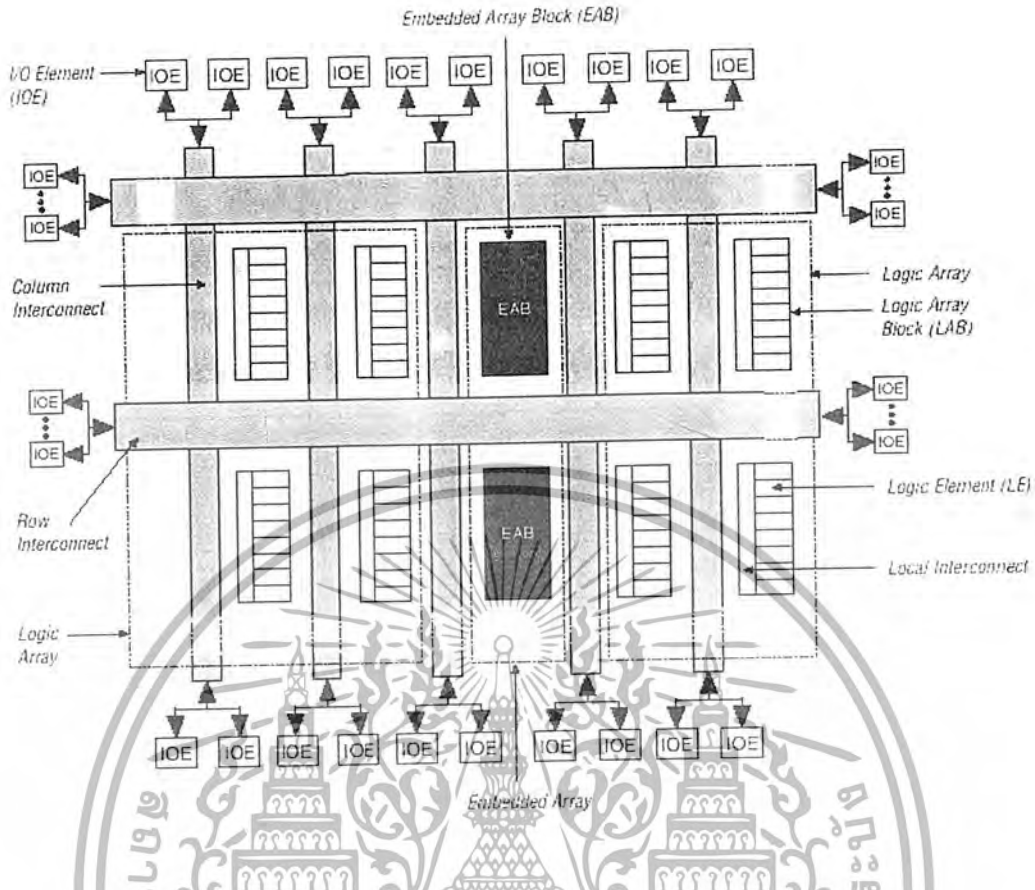 Embedded Array Block (EAB)
I/O Element
(IOE)
IOE IOE IOE IOE IOE IOE IOE IOE IOE IOE
IOE
IOE
IOE
IOE
Column
Interconnect
EAB
Logic Array
Logic Array
Block (LAB)
IOE
IOE
IOE
IOE
Row
Interconnect
EAB
Logic Element (LE)
Local Interconnect
Logic
Array
IOE IOE IOE IOE IOE IOE IOE IOE IOE IOE
Embedded Array